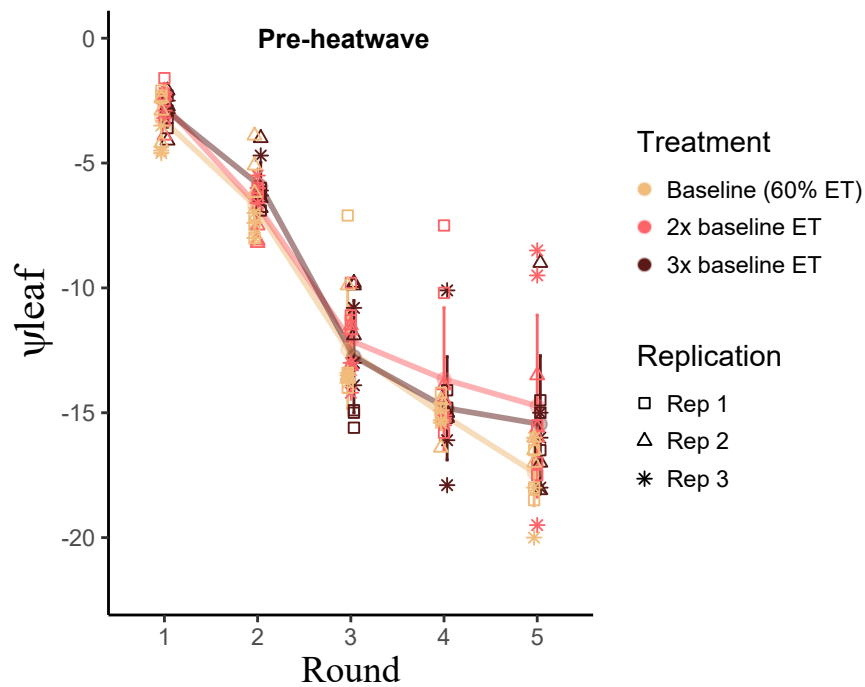 Pre-heatwave
0
-5
-10
-15
-20
ψleaf
1 2 3 4 5
Round
Treatment
Baseline (60% ET)
2x baseline ET
3x baseline ET
Replication
Rep 1
Rep 2
Rep 3